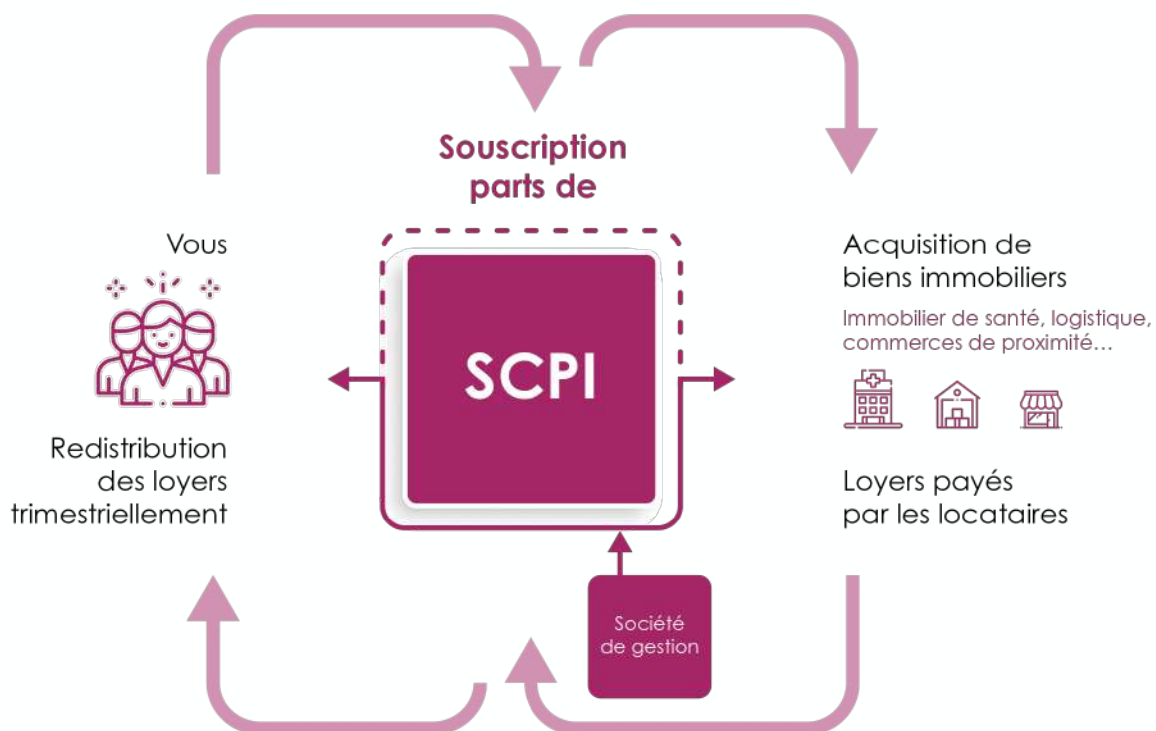 Souscription
parts de
SCPI
Vous
Redistribution
des loyers
trimestriellement
Acquisition de
biens immobiliers
Immobilier de santé, logistique,
commerces de proximité...
Loyers payés
par les locataires
Société
de gestion